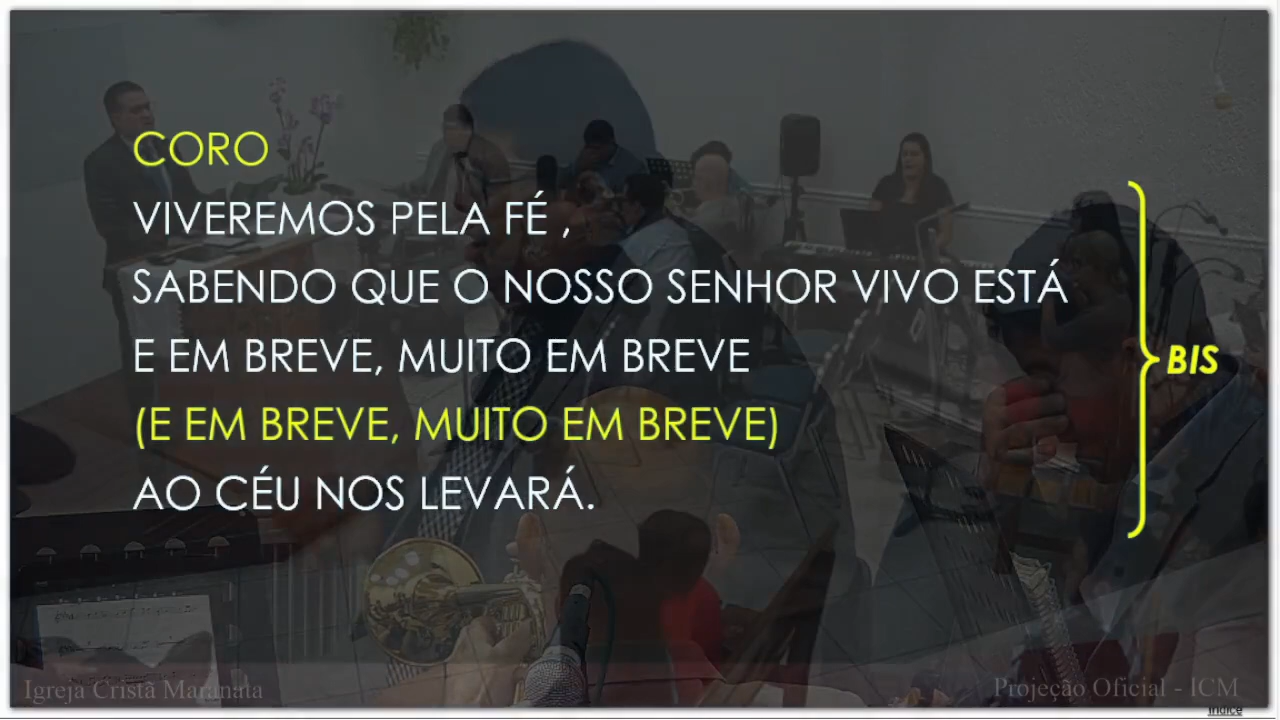 CORO
VIVEREMOS PELA FÉ ,
SABENDO QUE O NOSSO SENHOR VIVO ESTÁ
E EM BREVE, MUITO EM BREVE
BIS
(E EM BREVE, MUITO EM BREVE)
AO CÉU NOS LEVARÁ.
Igreja Cristã Maranata
Projeção Oficial - ICM
Índice